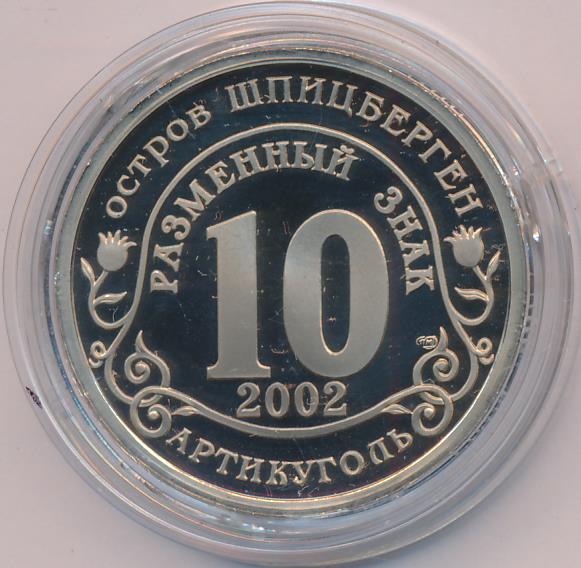 ОСТРОВ ШПИЦБЕРГЕН
РАЗМЕННЫЙ ЗНАК
10
2002
АРТИКУГОЛЬ